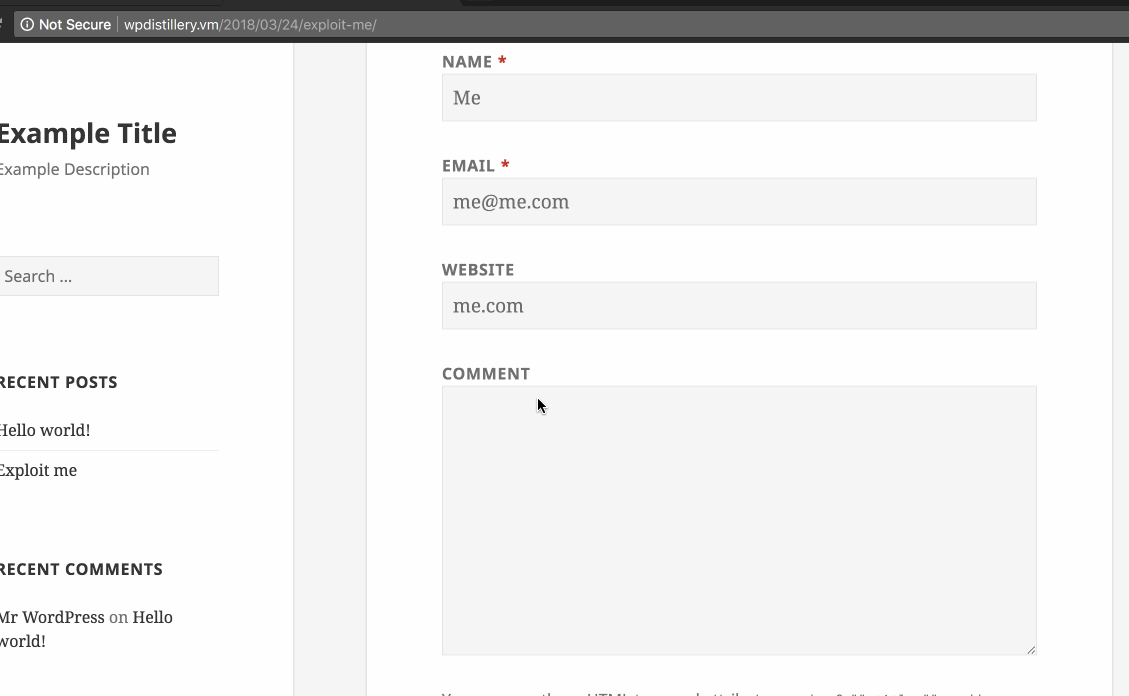 Not Secure wpdistillery.vm/2018/03/24/exploit-me/
Example Title
Example Description
Search ...
RECENT POSTS
Hello world!
Exploit me
RECENT COMMENTS
Mr WordPress on Hello
world!
NAME *
Me
EMAIL *
me@me.com
WEBSITE
me.com
COMMENT